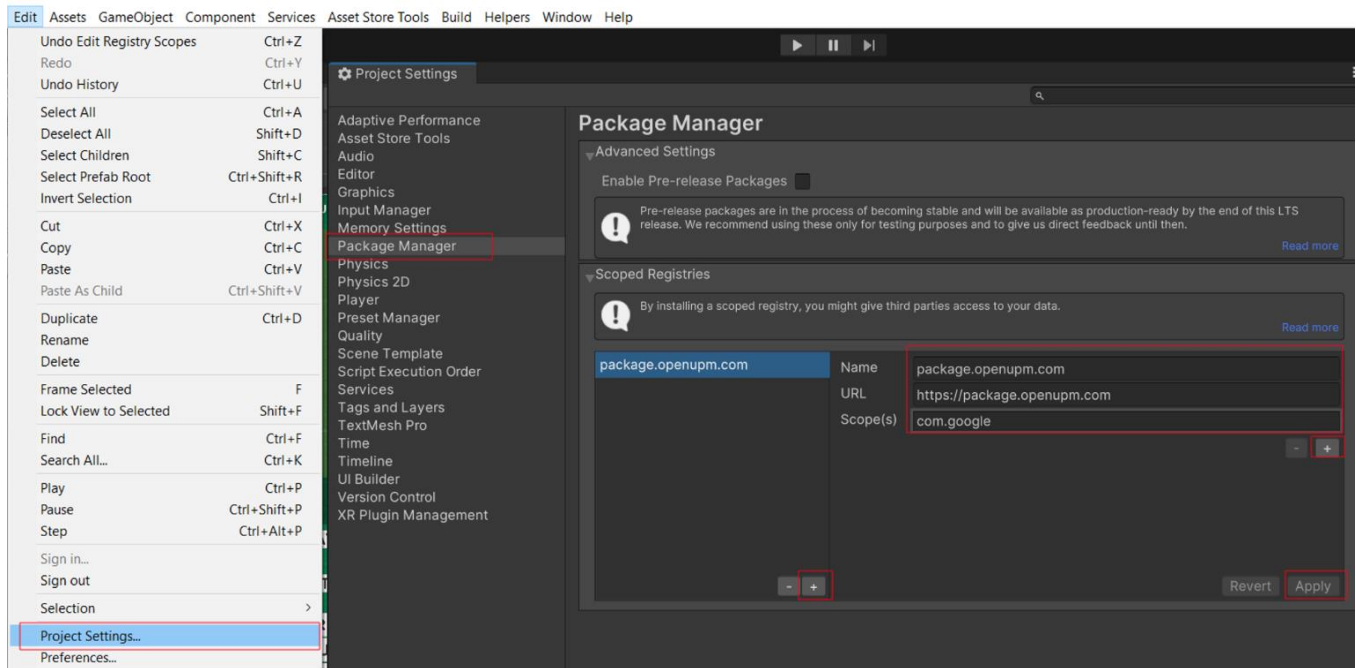 Edit Assets GameObject Component Services Asset Store Tools Build Helpers Window Help
Undo Edit Registry Scopes Ctrl+Z
Redo Ctrl+Y
Undo History Ctrl+U
Select All Ctrl+A
Deselect All Shift+D
Select Children Shift+C
Select Prefab Root Ctrl+Shift+R
Invert Selection Ctrl+I
Cut Ctrl+X
Copy Ctrl+C
Paste Ctrl+V
Paste As Child Ctrl+Shift+V
Duplicate Ctrl+D
Rename
Delete
Frame Selected F
Lock View to Selected Shift+F
Find Ctrl+F
Search All... Ctrl+K
Play Ctrl+P
Pause Ctrl+Shift+P
Step Ctrl+Alt+P
Sign in...
Sign out
Selection >
Project Settings...
Preferences...
Project Settings
Adaptive Performance
Asset Store Tools
Audio
Editor
Graphics
Input Manager
Memory Settings
Package Manager
Physics
Physics 2D
Player
Preset Manager
Quality
Scene Template
Script Execution Order
Services
Tags and Layers
TextMesh Pro
Time
Timeline
UI Builder
Version Control
XR Plugin Management
Package Manager
Advanced Settings
Enable Pre-release Packages
Pre-release packages are in the process of becoming stable and will be available as production-ready by the end of this LTS
release. We recommend using these only for testing purposes and to give us direct feedback until then.
Read more
Scoped Registries
By installing a scoped registry, you might give third parties access to your data.
Read more
package.openupm.com
Name package.openupm.com
URL https://package.openupm.com
Scope(s) com.google
- +
- +
Revert Apply